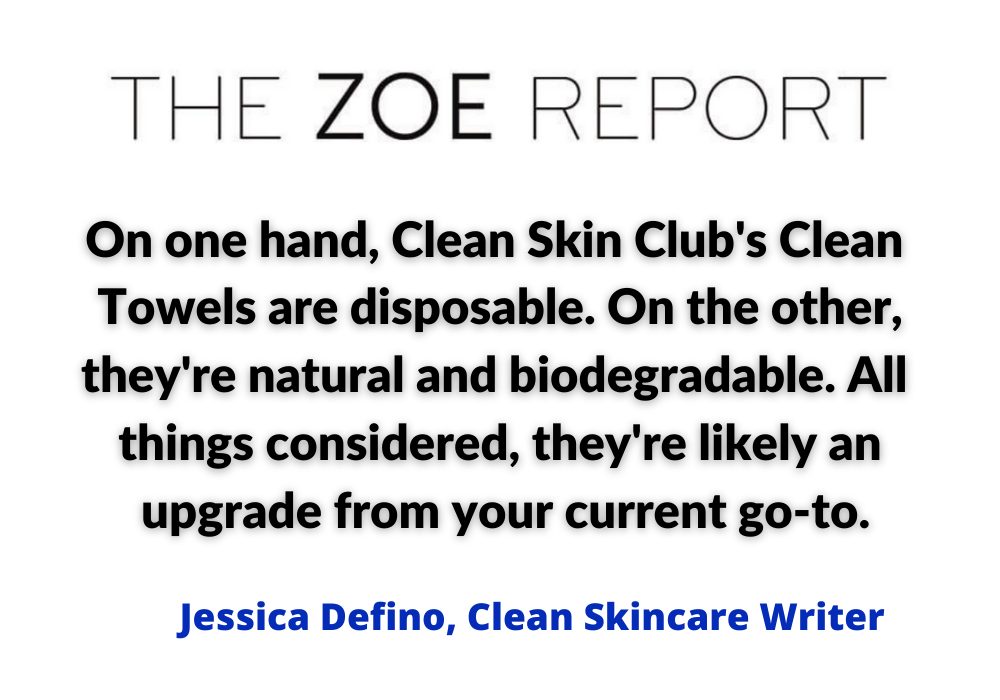 THE ZOE REPORT
On one hand, Clean Skin Club's Clean
Towels are disposable. On the other,
they're natural and biodegradable. All
things considered, they're likely an
upgrade from your current go-to.
Jessica Defino, Clean Skincare Writer